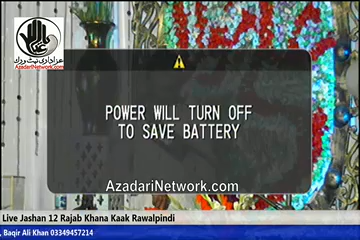 عزاداری نیٹ ورک
AzadariNetwork.com
POWER WILL TURN OFF
TO SAVE BATTERY
AzadariNetwork.com
Live Jashan 12 Rajab Khana Kaak Rawalpindi
, Baqir Ali Khan 03349457214